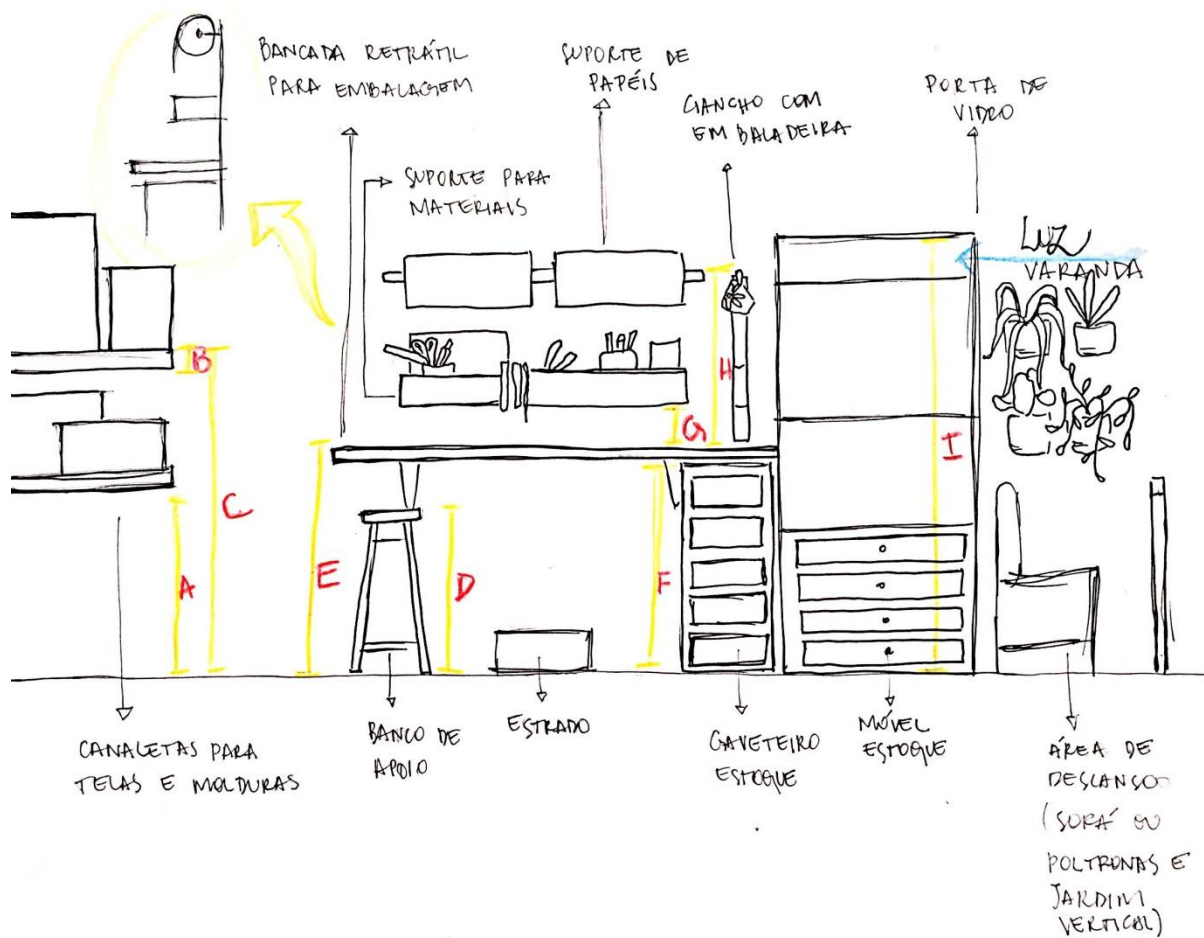 BANCADA RETRÁTIL
PARA EMBALAGEM
SUPORTE DE
PAPÉIS
GANCHO COM
EMBALADEIRA
PORTA DE
VIDRO
SUPORTE PARA
MATERIAIS
LUZ
VARANDA
B
H
G
I
C
A
E
D
F
CANALETAS PARA
TELAS E MOLDURAS
BANCO DE
APOIO
ESTRADO
GAVETEIRO
ESTOQUE
MÓVEL
ESTOQUE
ÁREA DE
DESCANSO
(SOFÁ OU
POLTRONAS E
JARDIM
VERTICAL)